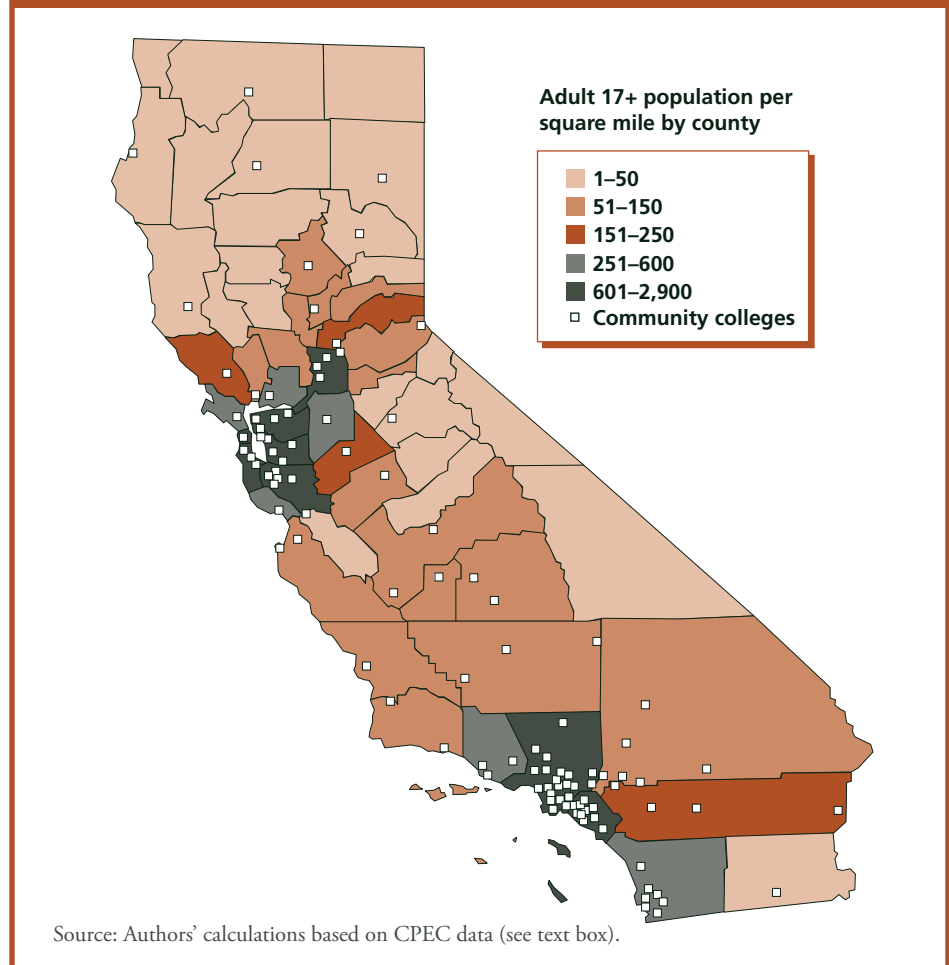 Adult 17+ population per
square mile by county
1–50
51–150
151–250
251–600
601–2,900
Community colleges
Source: Authors’ calculations based on CPEC data (see text box).